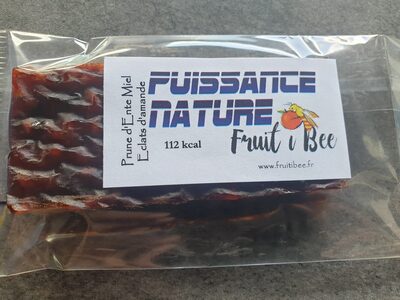 Prune d'Ente Miel
Eclats d'amande
PUISSANCE
NATURE
112 kcal
Fruit i Bee
www.fruitibee.fr